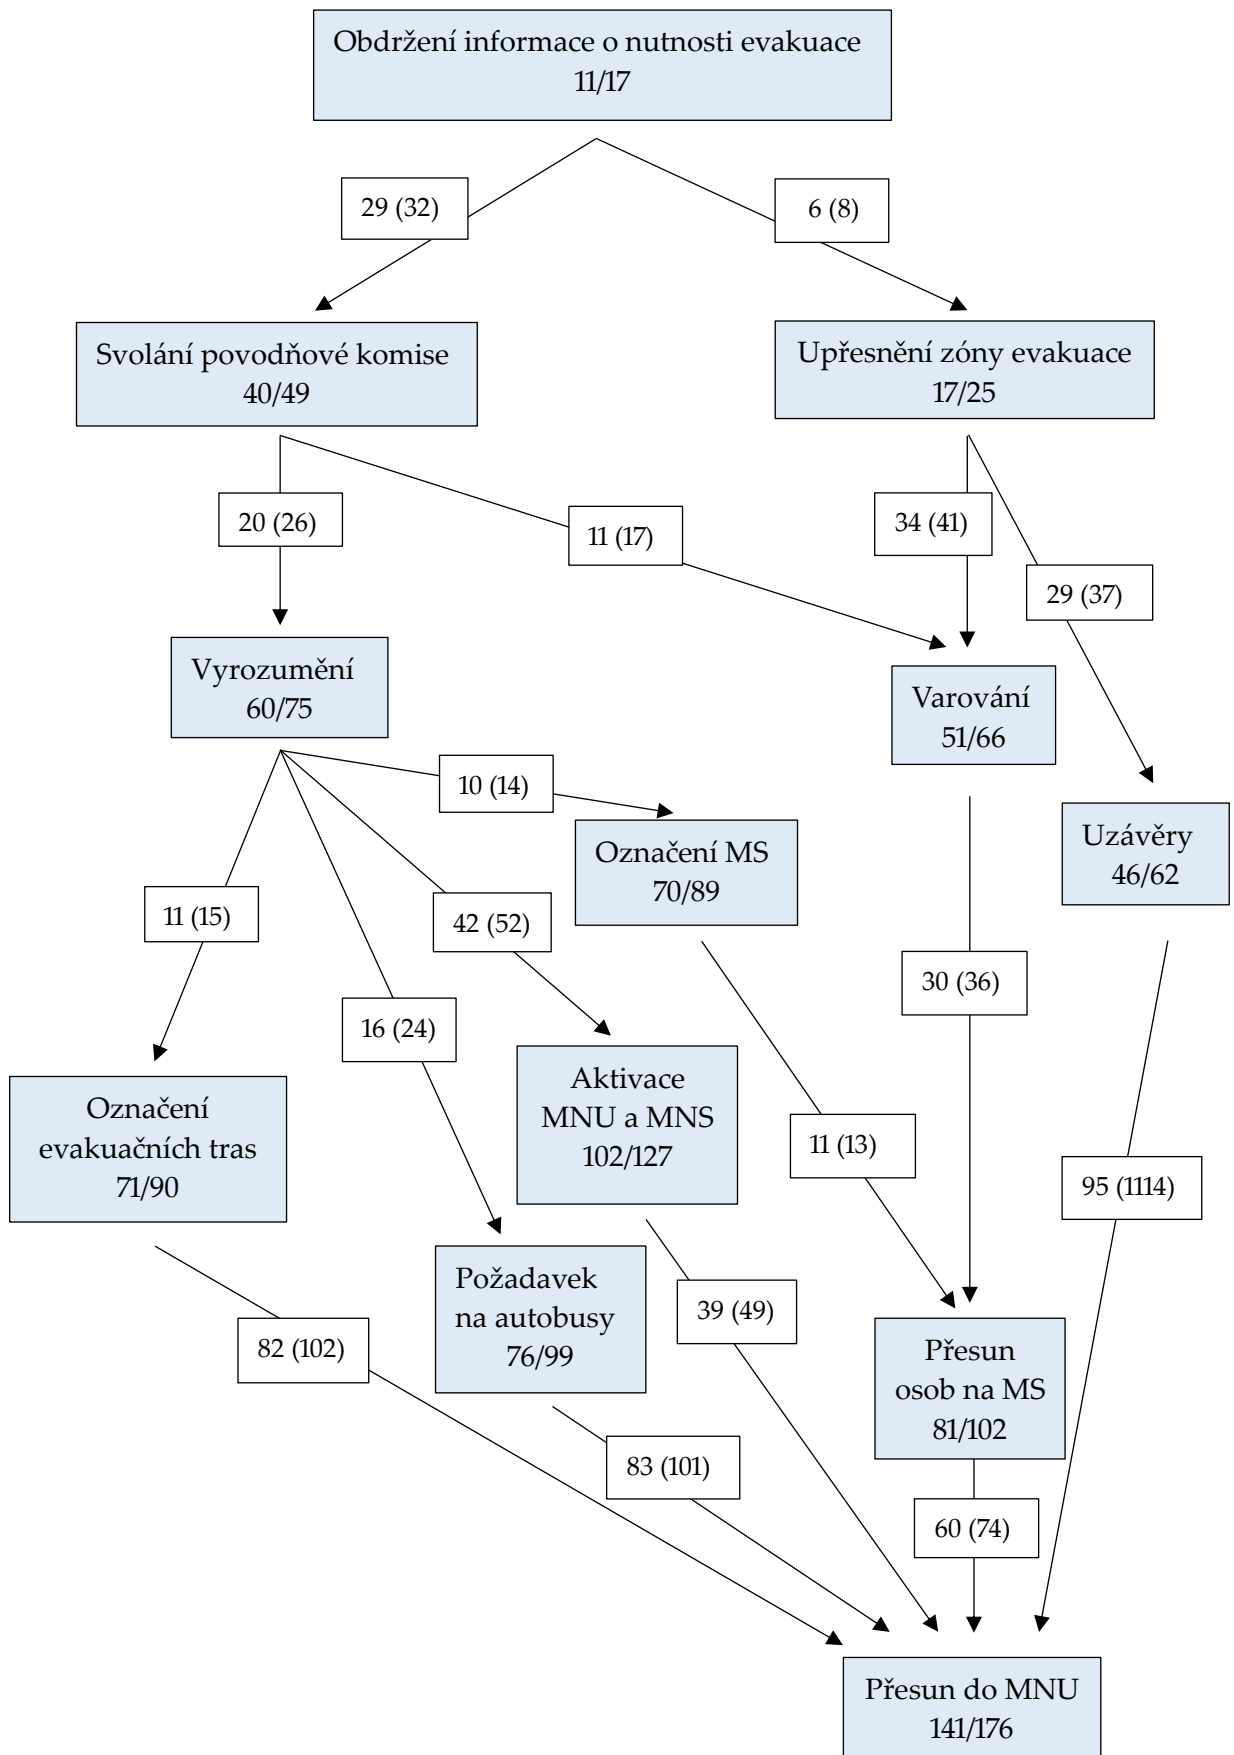 Obdržení informace o nutnosti evakuace
11/17
29 (32)
6 (8)
Svolání povodňové komise
40/49
Upřesnění zóny evakuace
17/25
20 (26)
11 (17)
34 (41)
29 (37)
Vyrozumění
60/75
Varování
51/66
10 (14)
Označení MS
70/89
Uzávěry
46/62
11 (15)
42 (52)
16 (24)
30 (36)
Označení
evakuačních tras
71/90
Aktivace
MNU a MNS
102/127
11 (13)
95 (1114)
Požadavek
na autobusy
76/99
39 (49)
82 (102)
Přesun
osob na MS
81/102
83 (101)
60 (74)
Přesun do MNU
141/176